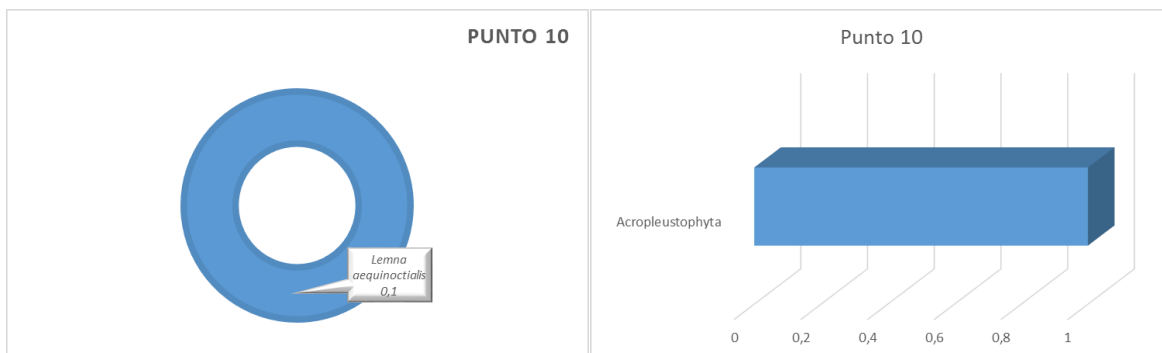 PUNTO 10
Lemna
aequinoctialis
0,1
Punto 10
Acropleustophyta
0 0,2 0,4 0,6 0,8 1